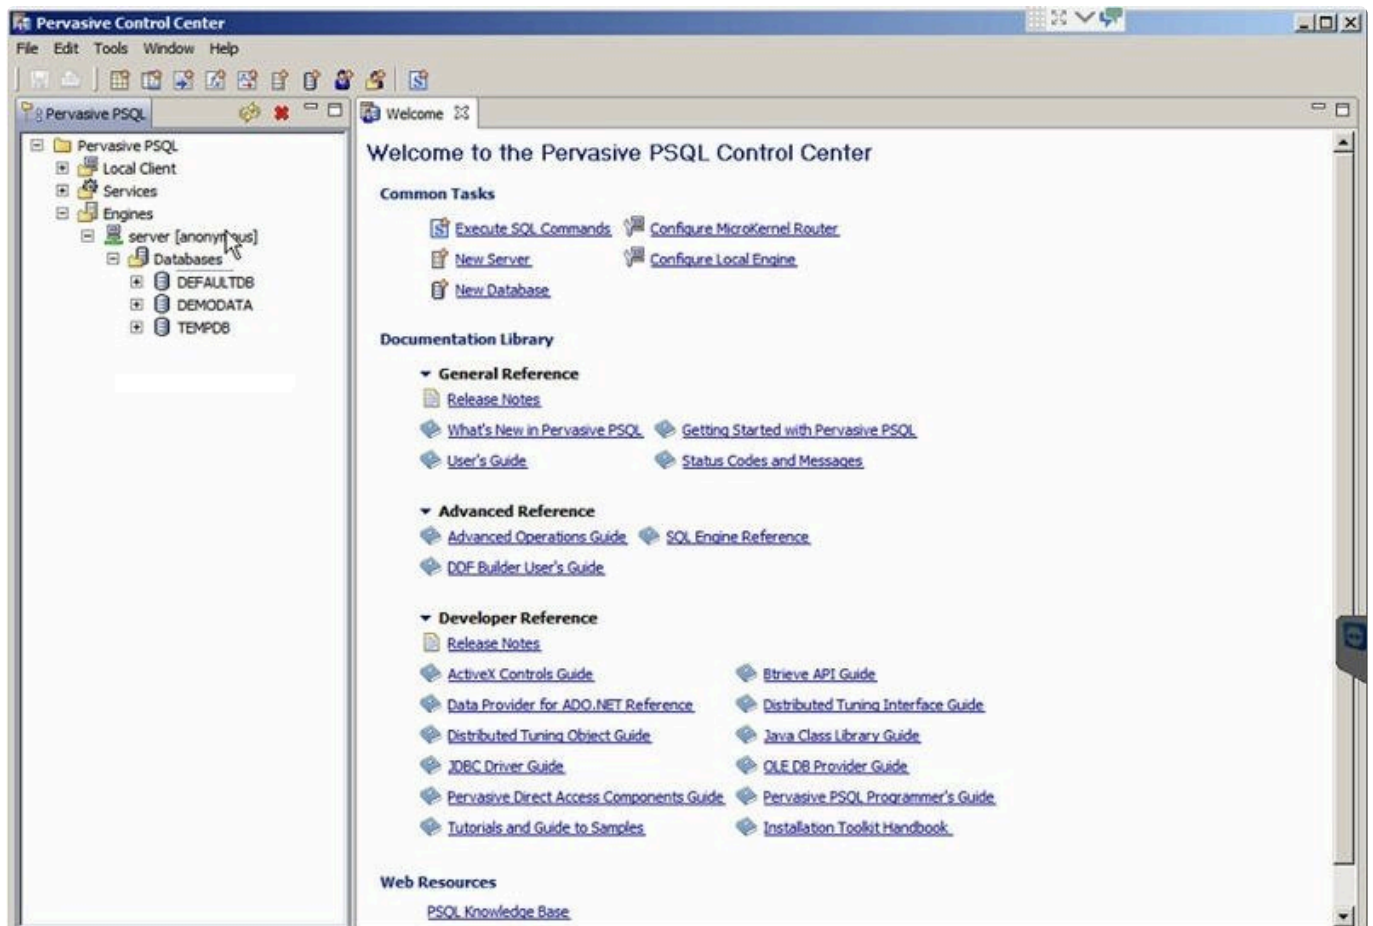 Pervasive Control Center
File Edit Tools Window Help
Pervasive PSQL
Pervasive PSQL
Local Client
Services
Engines
server [anonymous]
Databases
DEFAULTDB
DEMODATA
TEMPDB
Welcome
Welcome to the Pervasive PSQL Control Center
Common Tasks
Execute SQL Commands Configure MicroKernel Router
New Server Configure Local Engine
New Database
Documentation Library
General Reference
Release Notes
What's New in Pervasive PSQL Getting Started with Pervasive PSQL
User's Guide Status Codes and Messages
Advanced Reference
Advanced Operations Guide SQL Engine Reference
DDF Builder User's Guide
Developer Reference
Release Notes
ActiveX Controls Guide Btrieve API Guide
Data Provider for ADO.NET Reference Distributed Tuning Interface Guide
Distributed Tuning Object Guide Java Class Library Guide
JDBC Driver Guide OLE DB Provider Guide
Pervasive Direct Access Components Guide Pervasive PSQL Programmer's Guide
Tutorials and Guide to Samples Installation Toolkit Handbook
Web Resources
PSQL Knowledge Base